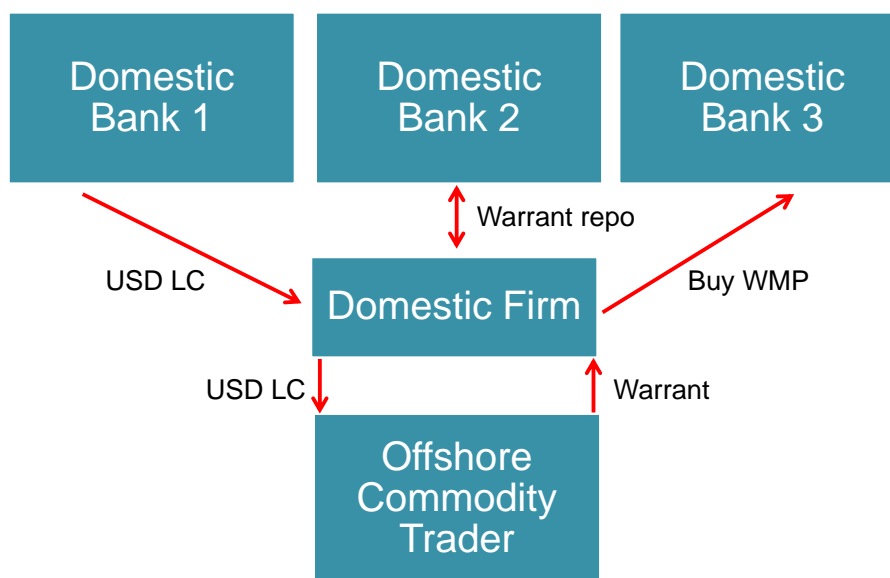 Domestic
Bank 1
Domestic
Bank 2
Domestic
Bank 3
Warrant repo
USD LC
Buy WMP
Domestic Firm
USD LC
Warrant
Offshore
Commodity
Trader